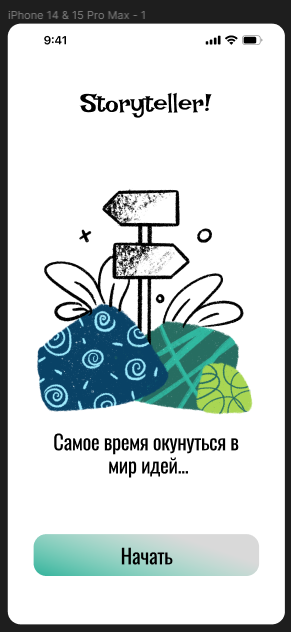 iPhone 14 & 15 Pro Max - 1
9:41
Storyteller!
Самое время окунуться в
мир идей...
Начать